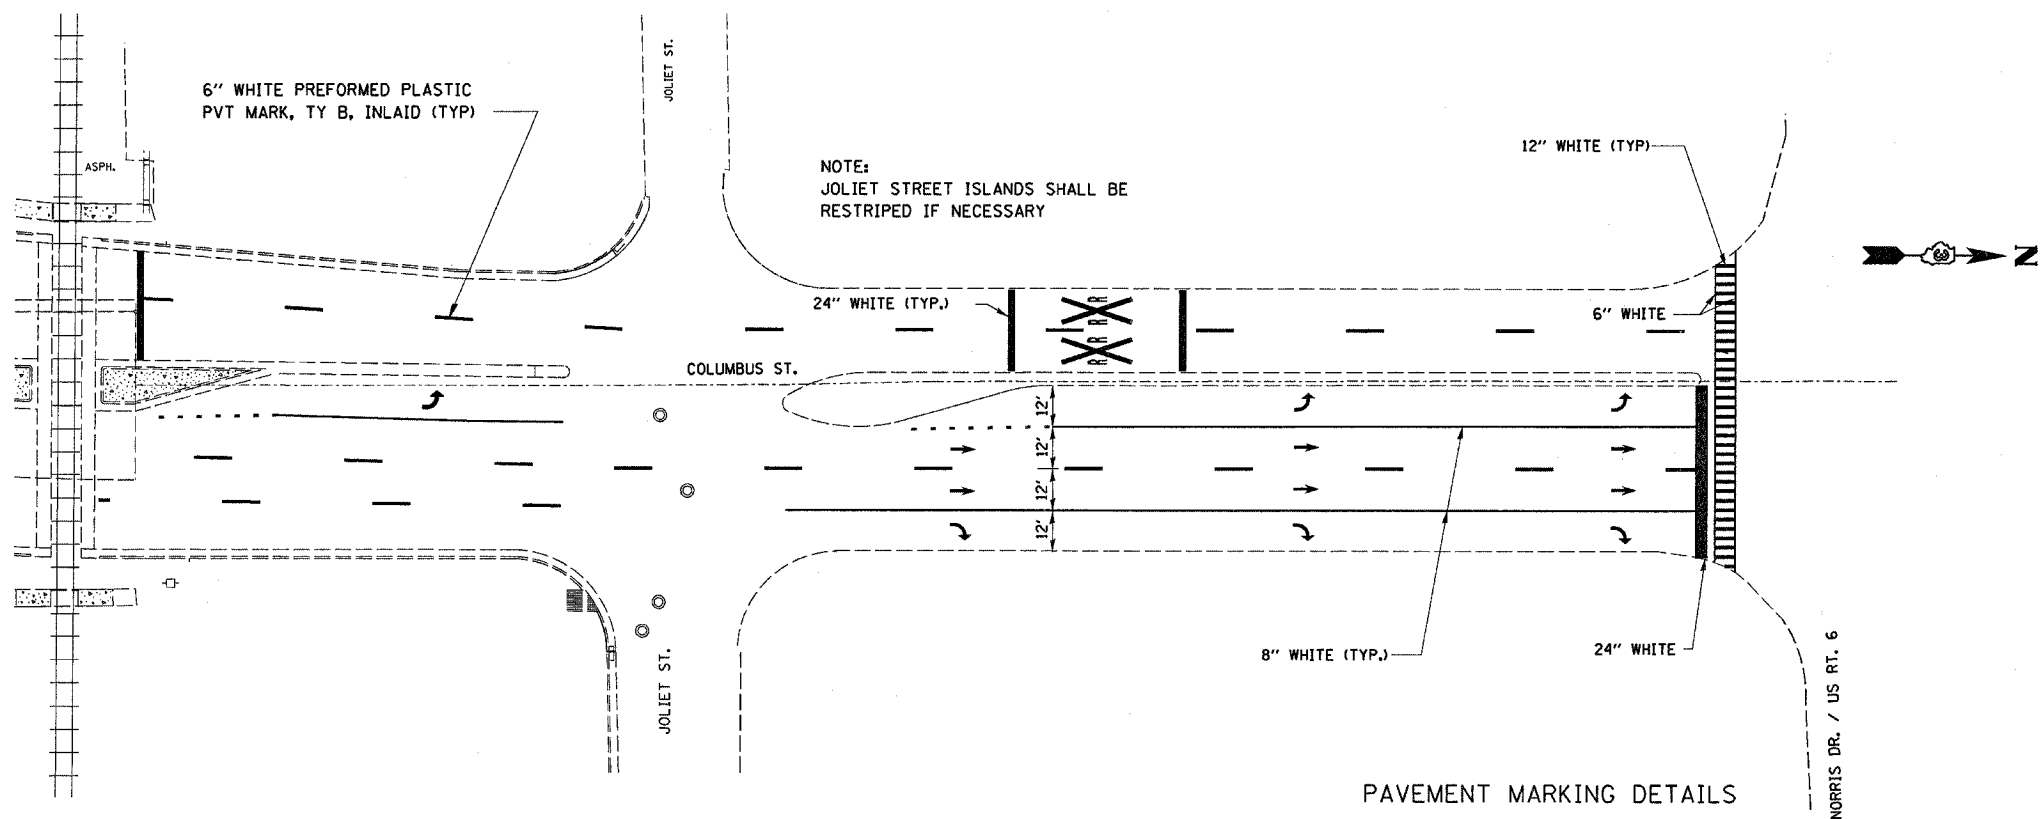 6" WHITE PREFORMED PLASTIC
PVT MARK, TY B, INLAID (TYP)
JOLIET ST.
ASPH.
NOTE:
JOLIET STREET ISLANDS SHALL BE
RESTRIPED IF NECESSARY
12" WHITE (TYP)
N
24" WHITE (TYP.)
R R
R R
6" WHITE
COLUMBUS ST.
12'
12'
12'
12'
8" WHITE (TYP.)
24" WHITE
JOLIET ST.
NORRIS DR. / US RT. 6
PAVEMENT MARKING DETAILS